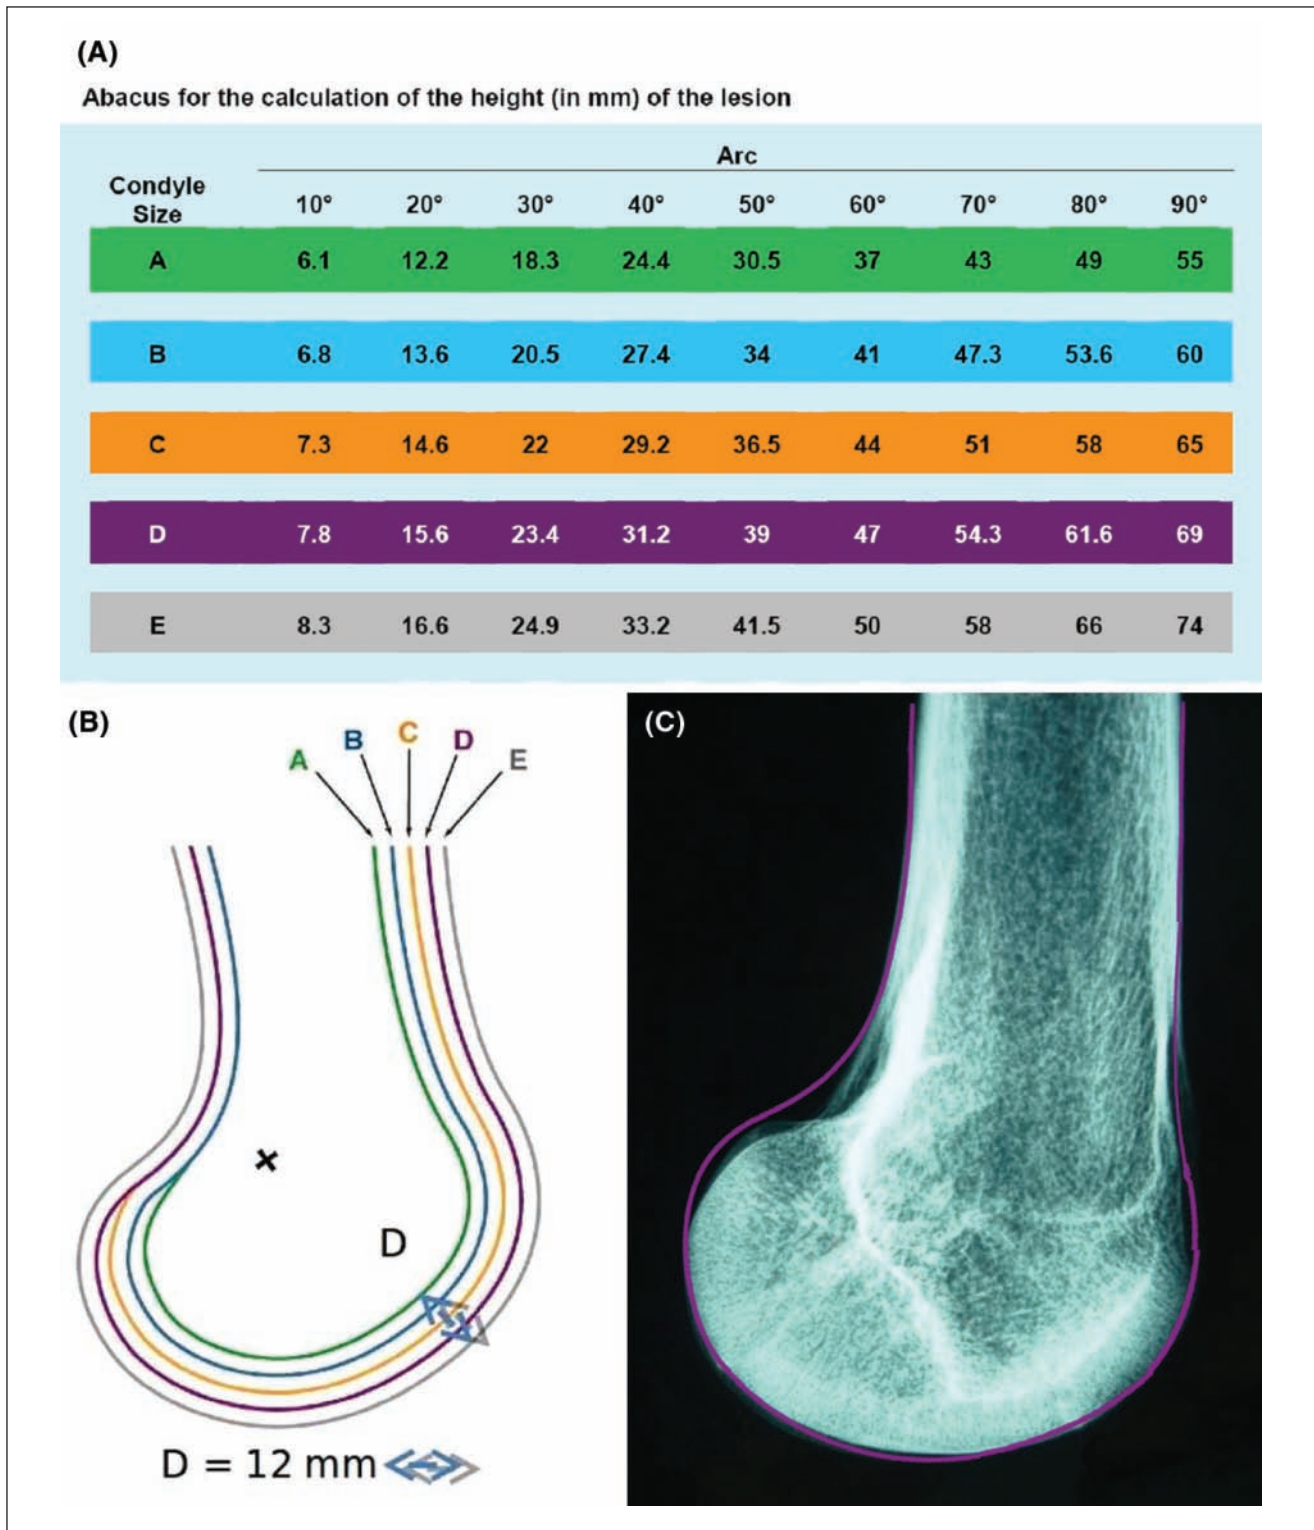 (A)
Abacus for the calculation of the height (in mm) of the lesion
Arc
Condyle
Size
10° 20° 30° 40° 50° 60° 70° 80° 90°
A 6.1 12.2 18.3 24.4 30.5 37 43 49 55
B 6.8 13.6 20.5 27.4 34 41 47.3 53.6 60
C 7.3 14.6 22 29.2 36.5 44 51 58 65
D 7.8 15.6 23.4 31.2 39 47 54.3 61.6 69
E 8.3 16.6 24.9 33.2 41.5 50 58 66 74
(B)
A B C D E
D
D = 12 mm
(C)